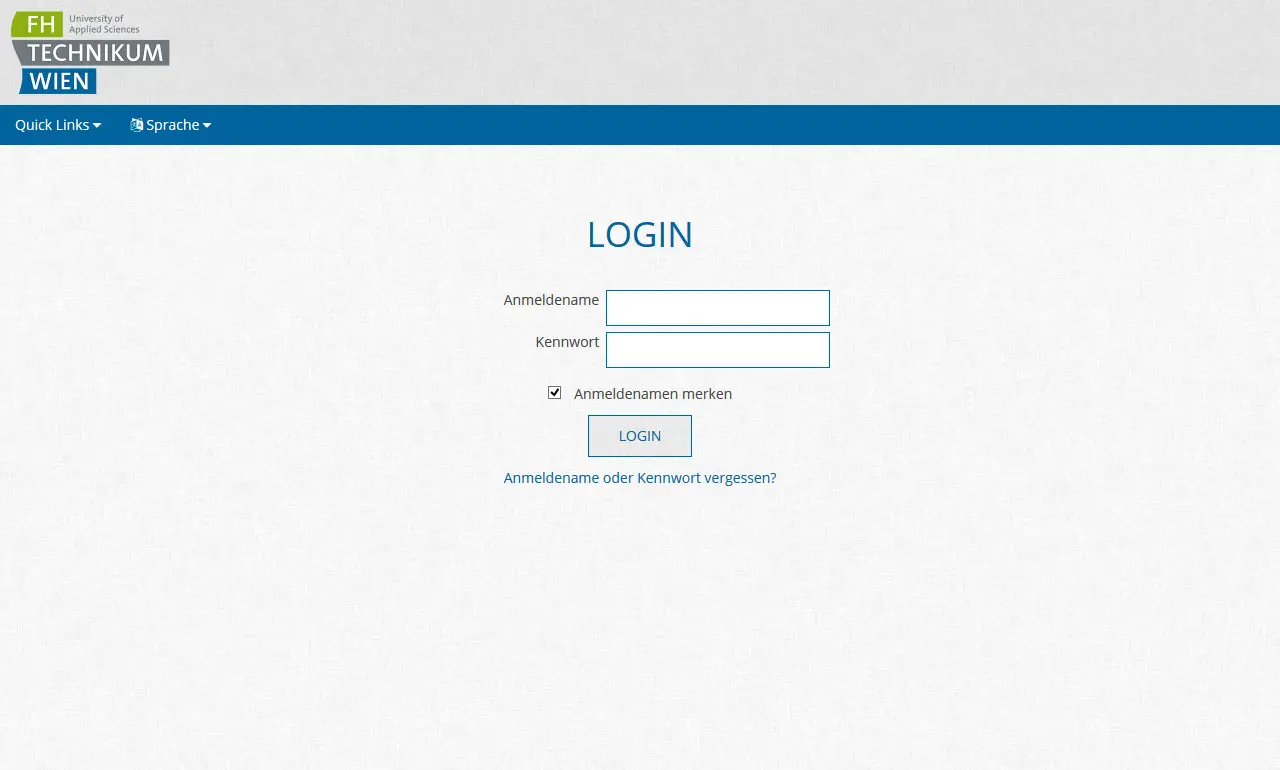 FH University of
Applied Sciences
TECHNIKUM
WIEN
Quick Links Sprache
LOGIN
Anmeldename
Kennwort
Anmeldenamen merken
LOGIN
Anmeldename oder Kennwort vergessen?